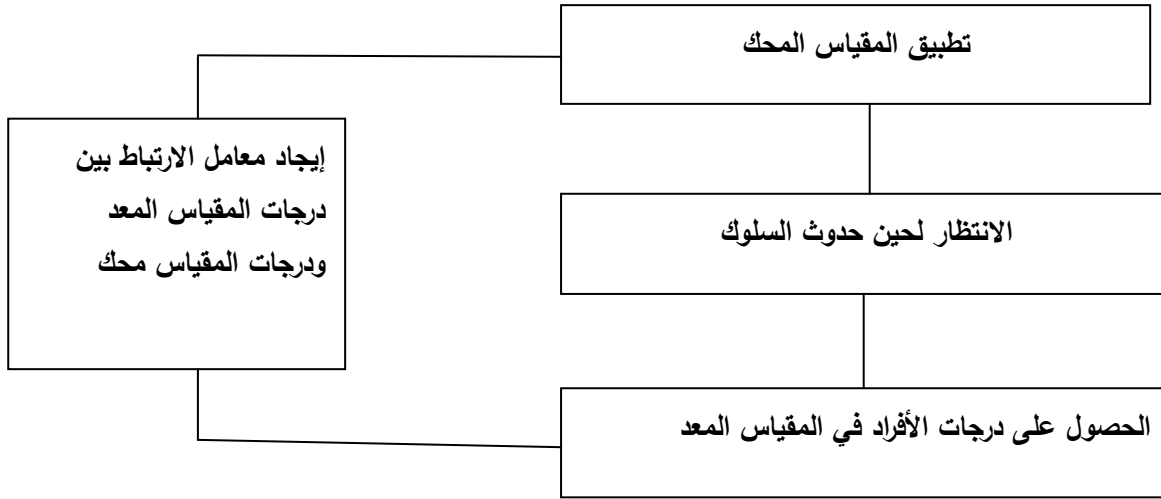 تطبيق المقياس المحك
إيجاد معامل الارتباط بين
درجات المقياس المعد
ودرجات المقياس محك
الانتظار لحين حدوث السلوك
الحصول على درجات الأفراد في المقياس المعد